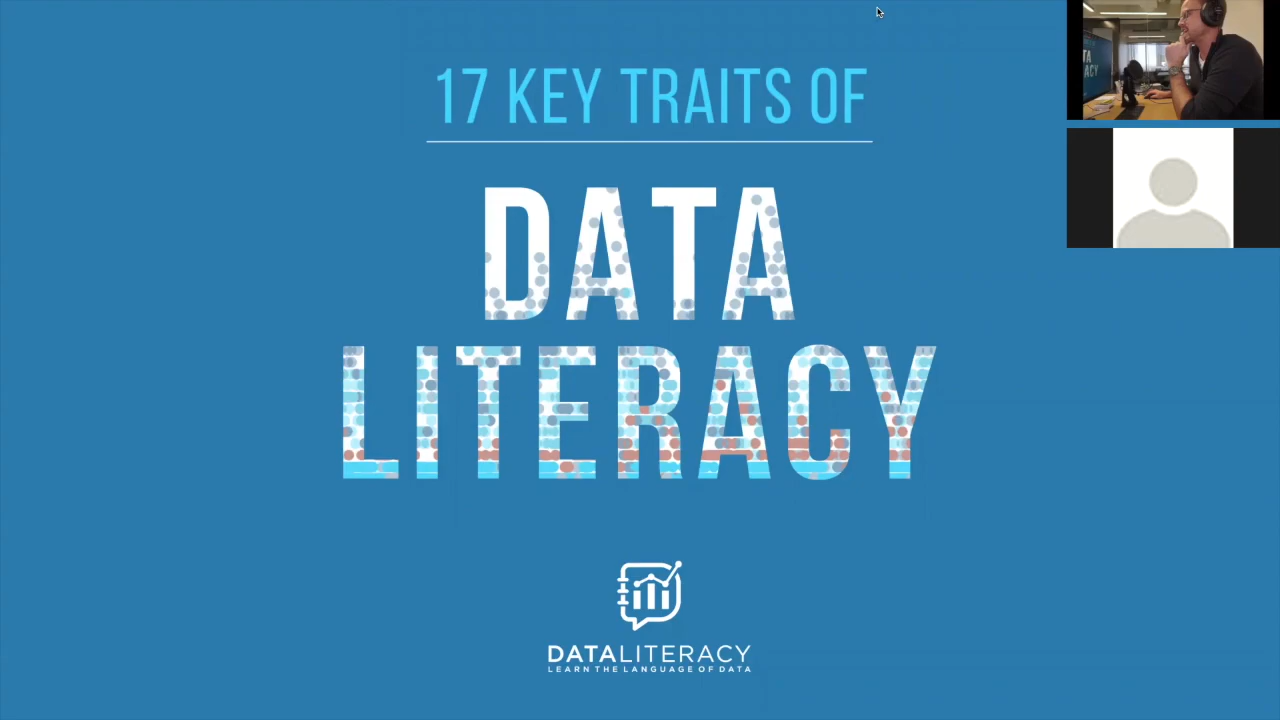 17 KEY TRAITS OF
DATA
LITERACY
DATALITERACY
LEARN THE LANGUAGE OF DATA